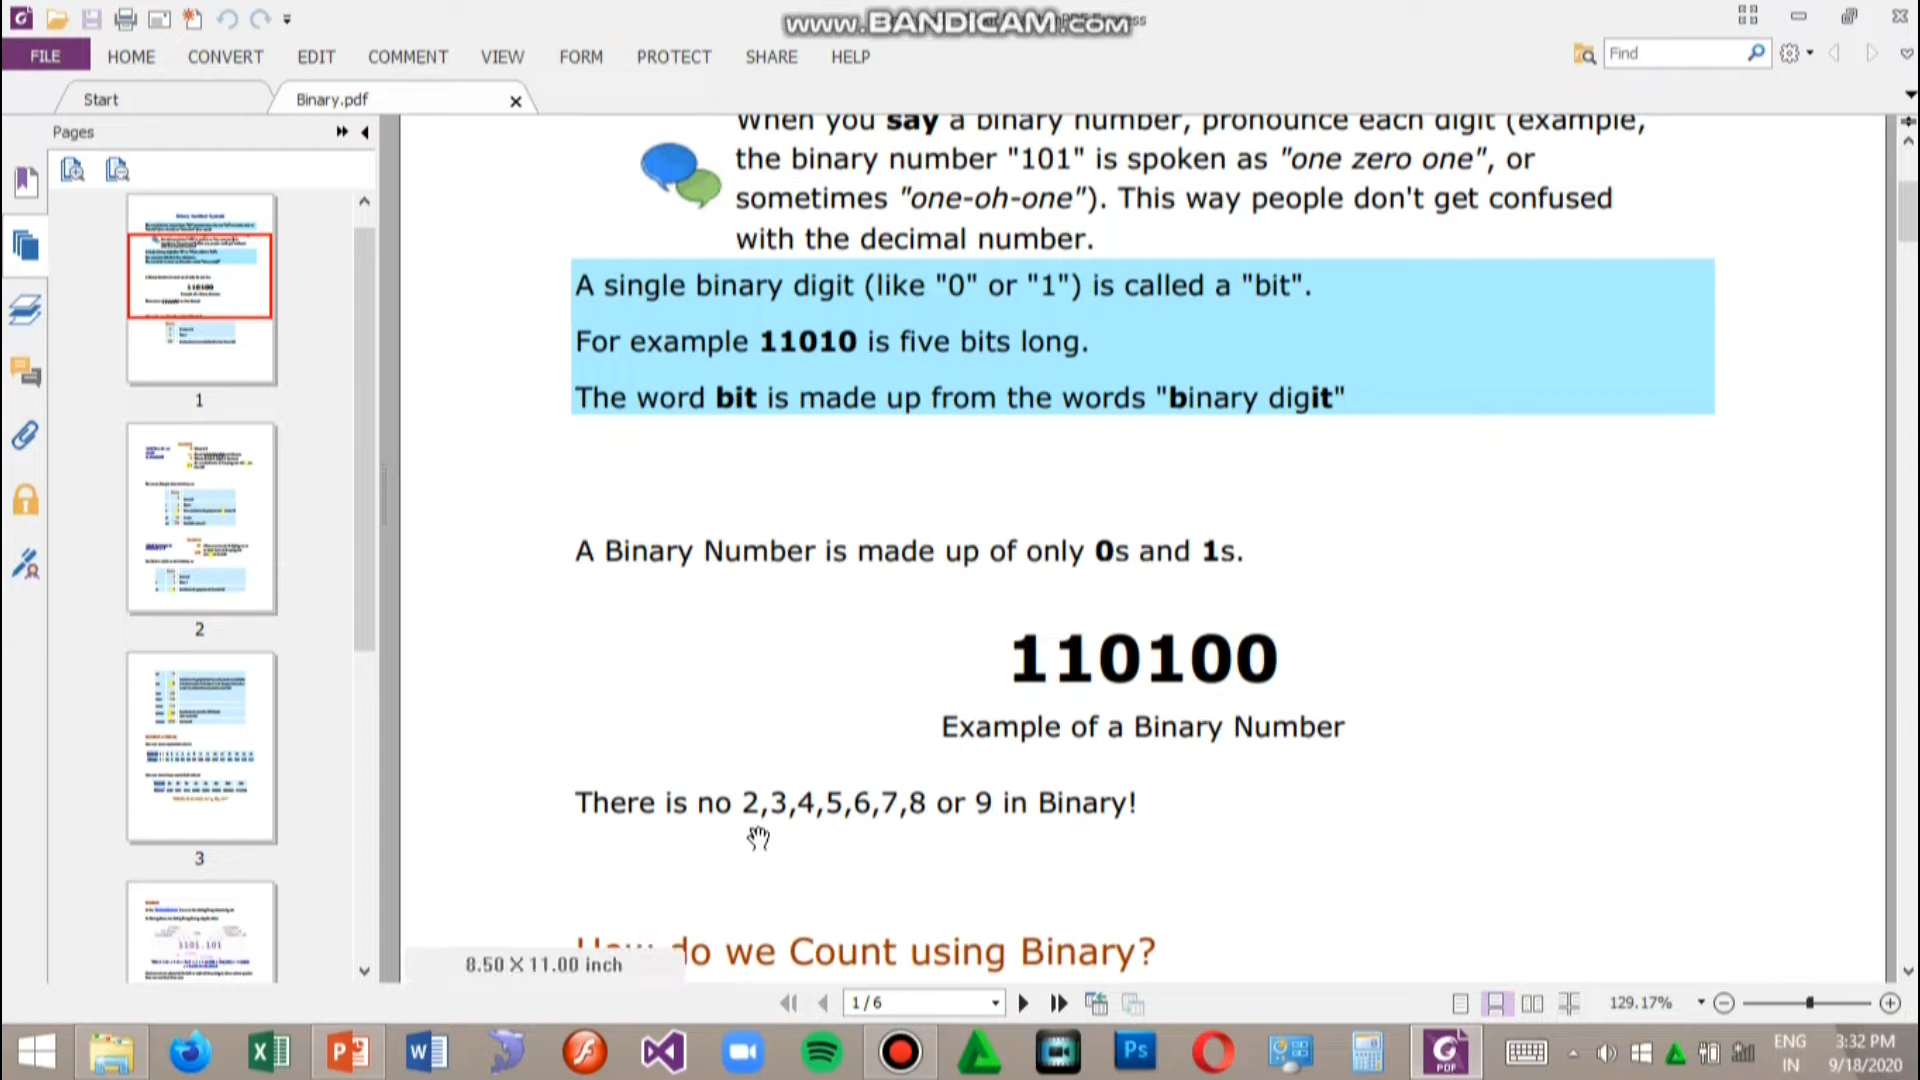 www.BANDICAM.com
FILE HOME CONVERT EDIT COMMENT VIEW FORM PROTECT SHARE HELP
Find
Start
Binary.pdf
Pages
When you say a binary number, pronounce each digit (example,
the binary number "101" is spoken as "one zero one", or
sometimes "one-oh-one"). This way people don't get confused
with the decimal number.
A single binary digit (like "0" or "1") is called a "bit".
For example 11010 is five bits long.
The word bit is made up from the words "binary digit"
A Binary Number is made up of only 0s and 1s.
110100
Example of a Binary Number
There is no 2,3,4,5,6,7,8 or 9 in Binary!
How do we Count using Binary?
1
2
3
1101.101
8.50 X 11.00 inch
1 / 6
129.17%
ENG
IN
3:32 PM
9/18/2020
Ps
PDF